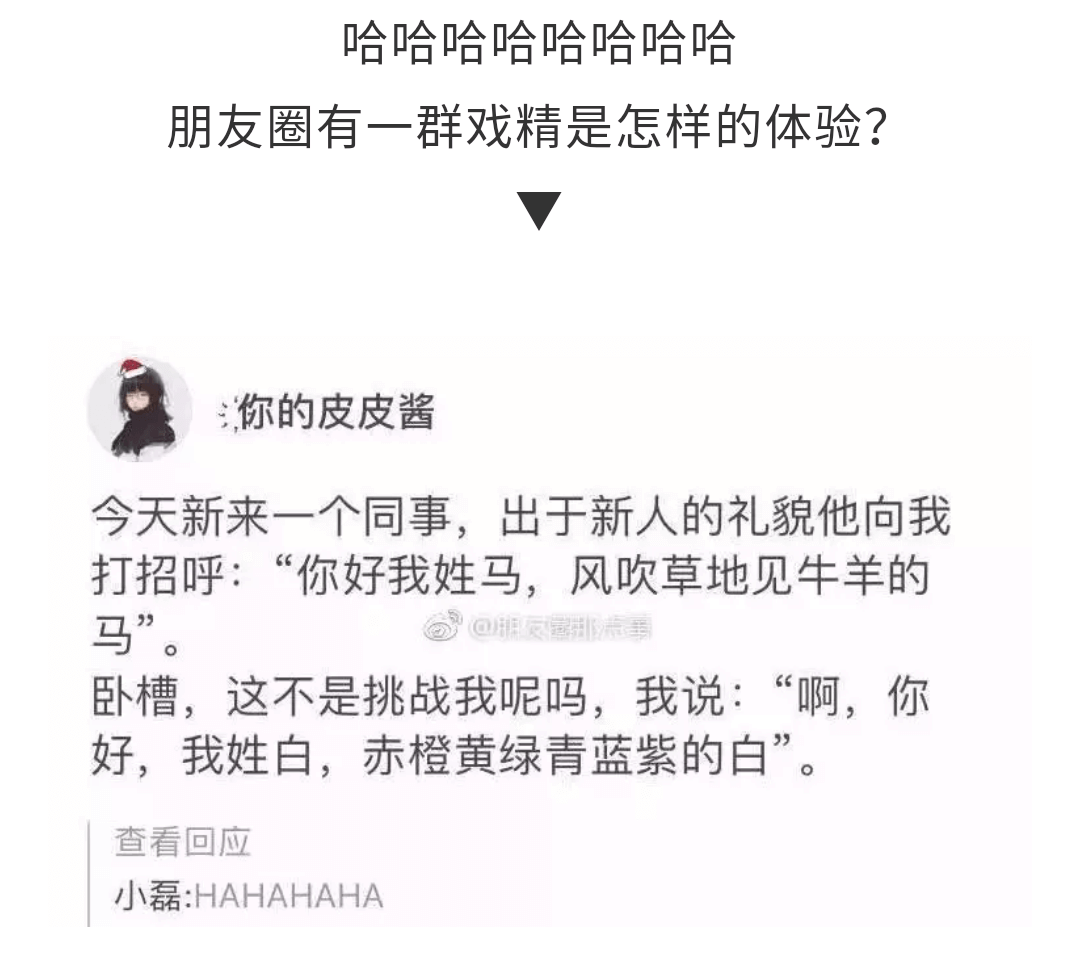 哈哈哈哈哈哈哈哈
朋友圈有一群戏精是怎样的体验？
你的皮皮酱
今天新来一个同事，出于新人的礼貌他向我
打招呼：“你好我姓马，风吹草地见牛羊的
马”。
@朋友圈那点事
卧槽，这不是挑战我呢吗，我说：“啊，你
好，我姓白，赤橙黄绿青蓝紫的白”。
查看回应
小磊:HAHAHAHA